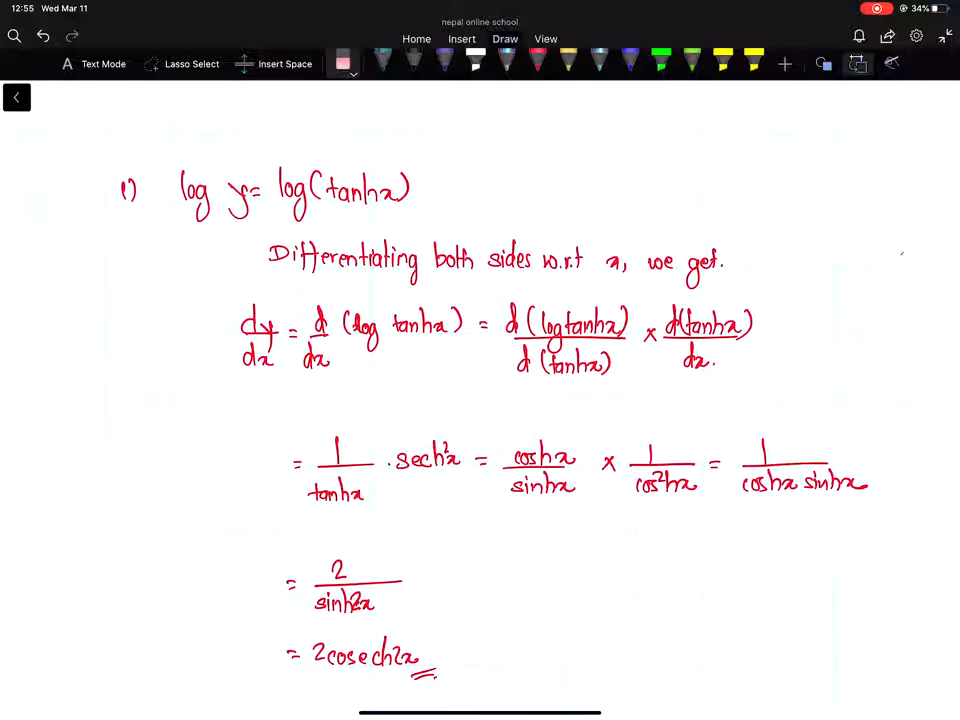 12:55 Wed Mar 11
34%
nepal online school
Home Insert Draw View
Text Mode Lasso Select Insert Space
1) log y = log(tanhx)
Differentiating both sides w.r.t x, we get.
dy/dx = d/dx (log tanhx) = d(logtanhx)/d(tanhx) × d(tanhx)/dx.
= 1/tanhx . sech²x = coshx/sinhx × 1/cos²hx = 1/coshx sinhx
= 2/sinh2x
= 2cosech2x